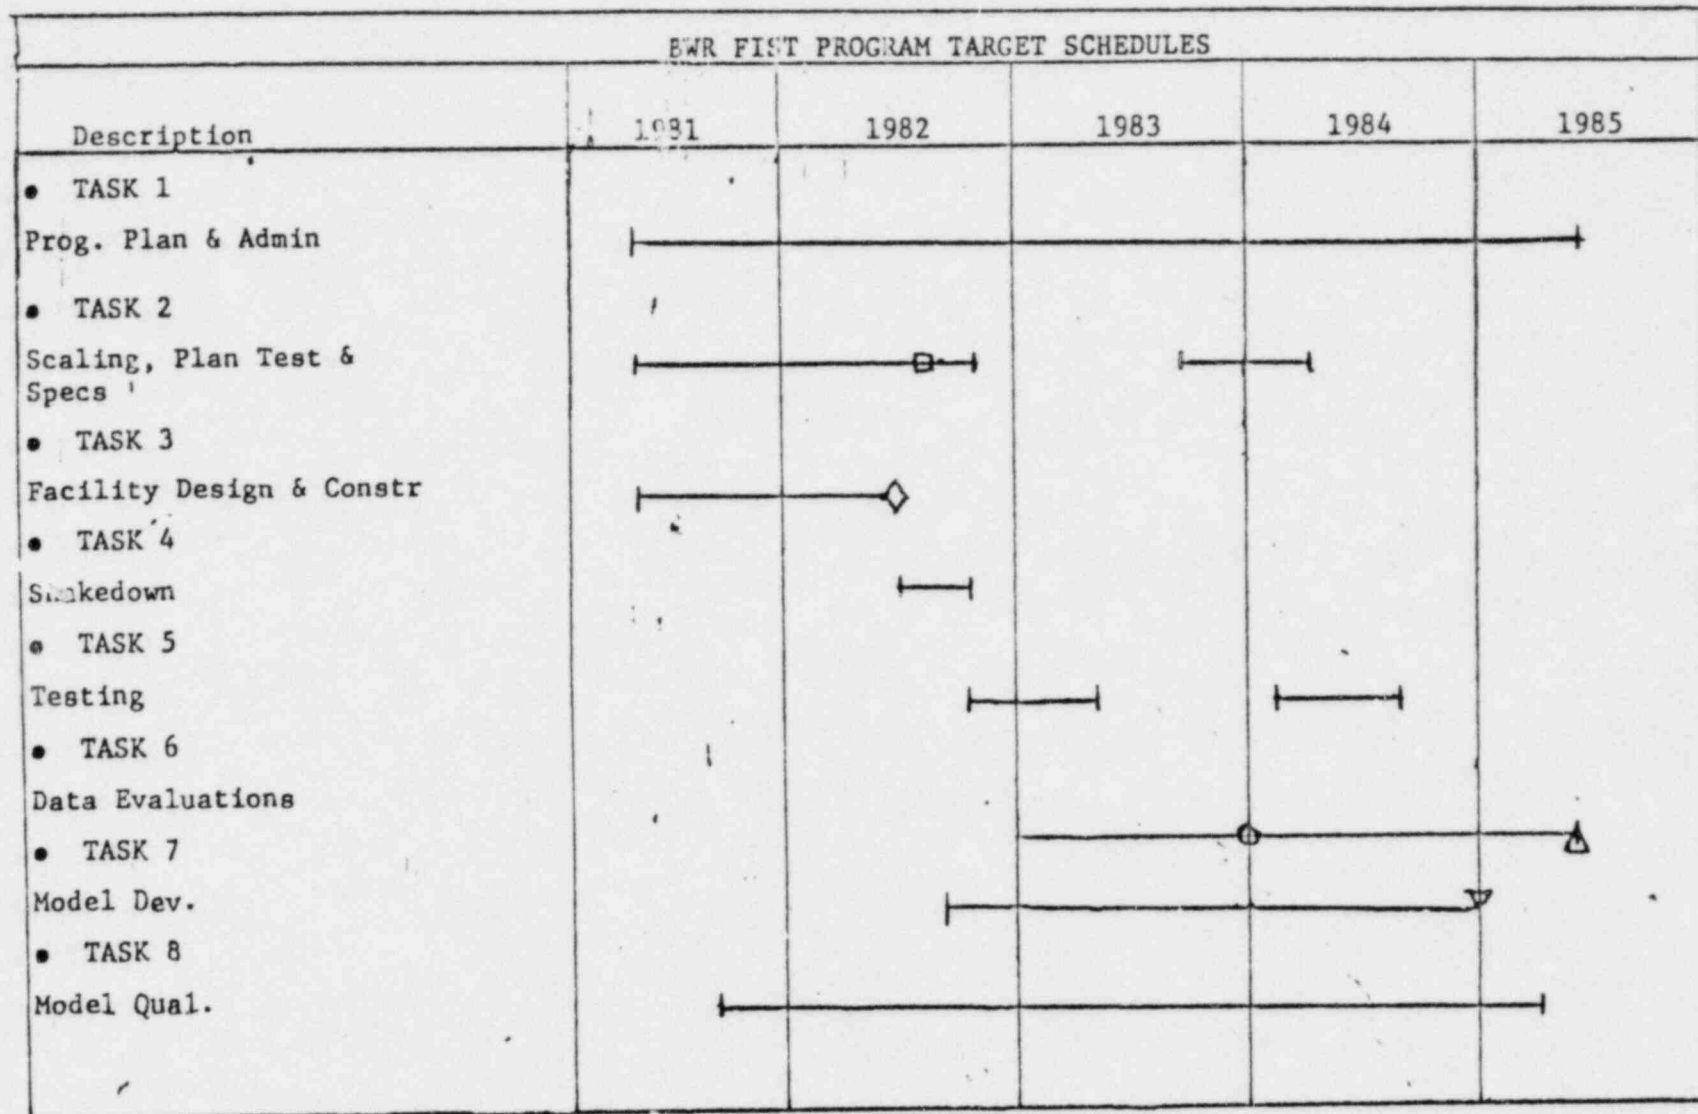 BWR FIST PROGRAM TARGET SCHEDULES
Description 1981 1982 1983 1984 1985
• TASK 1
Prog. Plan & Admin
• TASK 2
Scaling, Plan Test &
Specs
• TASK 3
Facility Design & Constr
• TASK 4
Shakedown
• TASK 5
Testing
• TASK 6
Data Evaluations
• TASK 7
Model Dev.
• TASK 8
Model Qual.